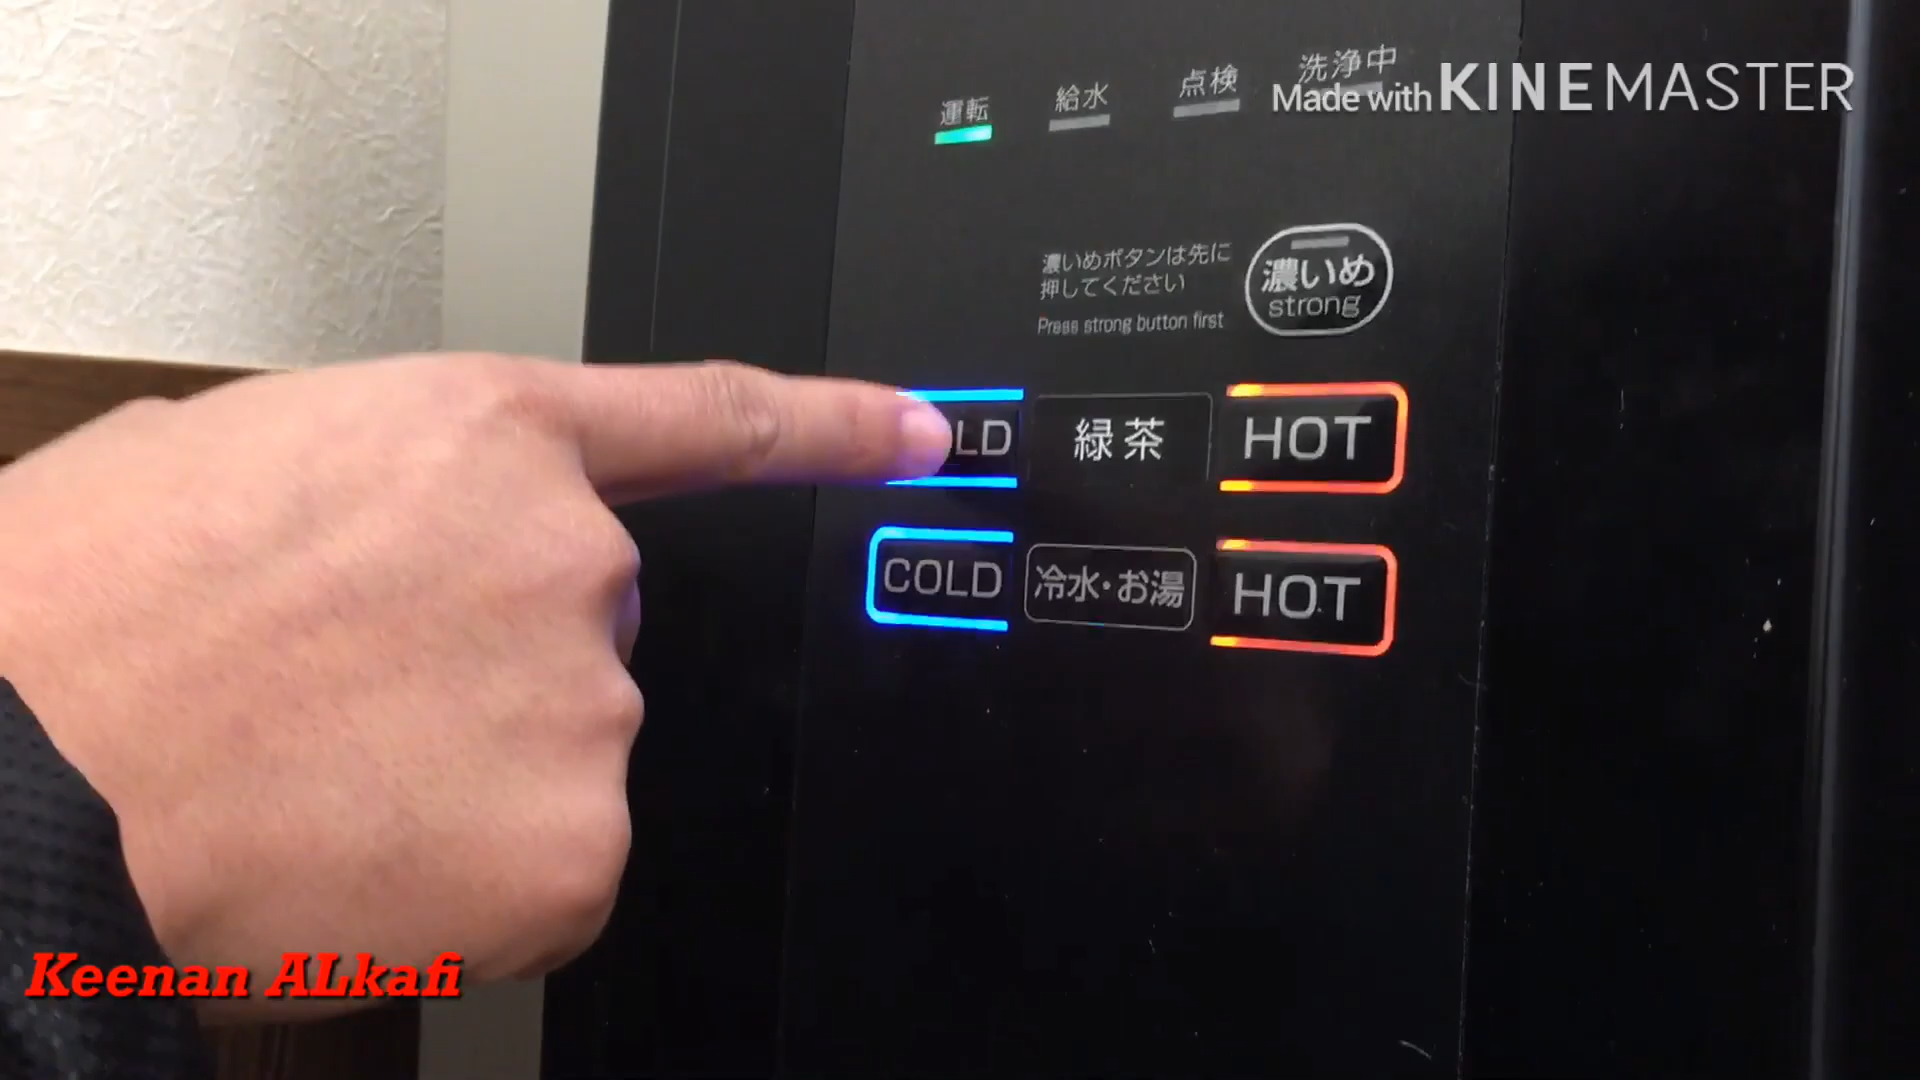 運転
給水
点検
洗浄中
Made with KINEMASTER
濃いめボタンは先に
押してください
Press strong button first
濃いめ
strong
LD
緑茶
HOT
COLD
冷水・お湯
HOT
Keenan ALkafi